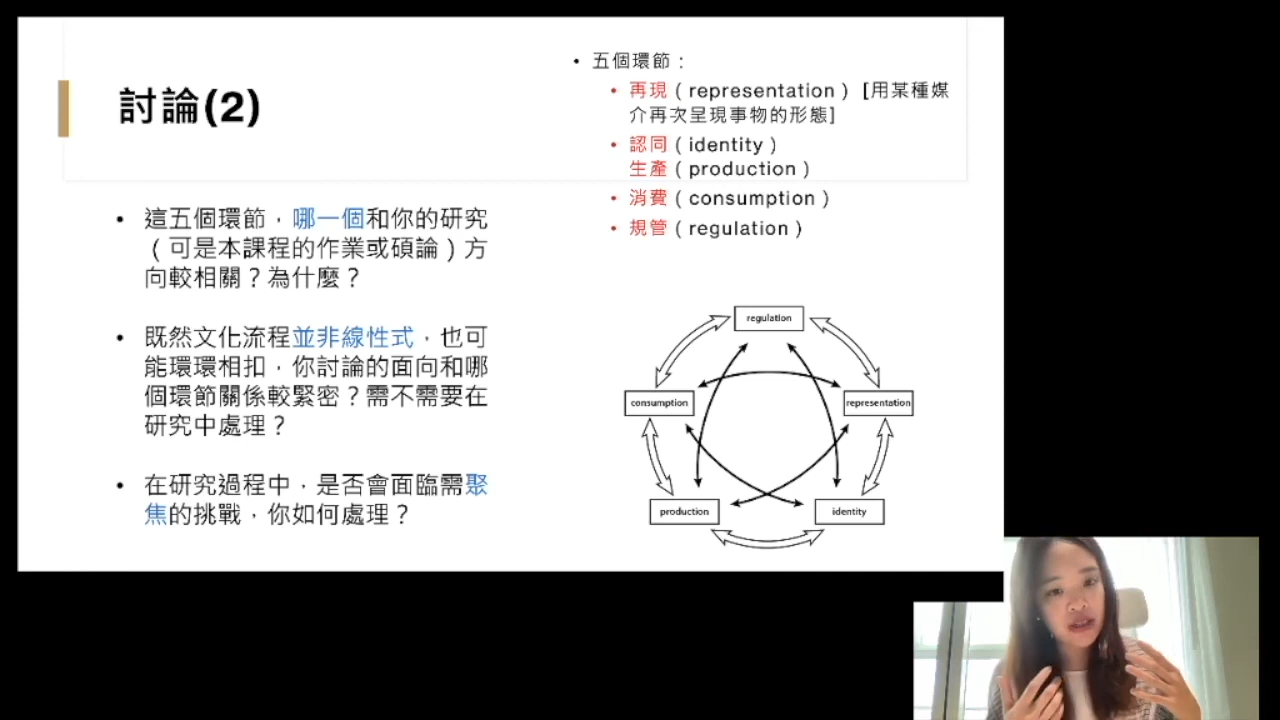 討論(2)
• 五個環節：
• 再現（representation）[用某種媒
介再次呈現事物的形態]
• 認同（identity）
生產（production）
• 消費（consumption）
• 規管（regulation）
• 這五個環節，哪一個和你的研究
（可是本課程的作業或碩論）方
向較相關？為什麼？
• 既然文化流程並非線性式，也可
能環環相扣，你討論的面向和哪
個環節關係較緊密？需不需要在
研究中處理？
• 在研究過程中，是否會面臨需聚
焦的挑戰，你如何處理？
regulation
consumption
representation
production
identity